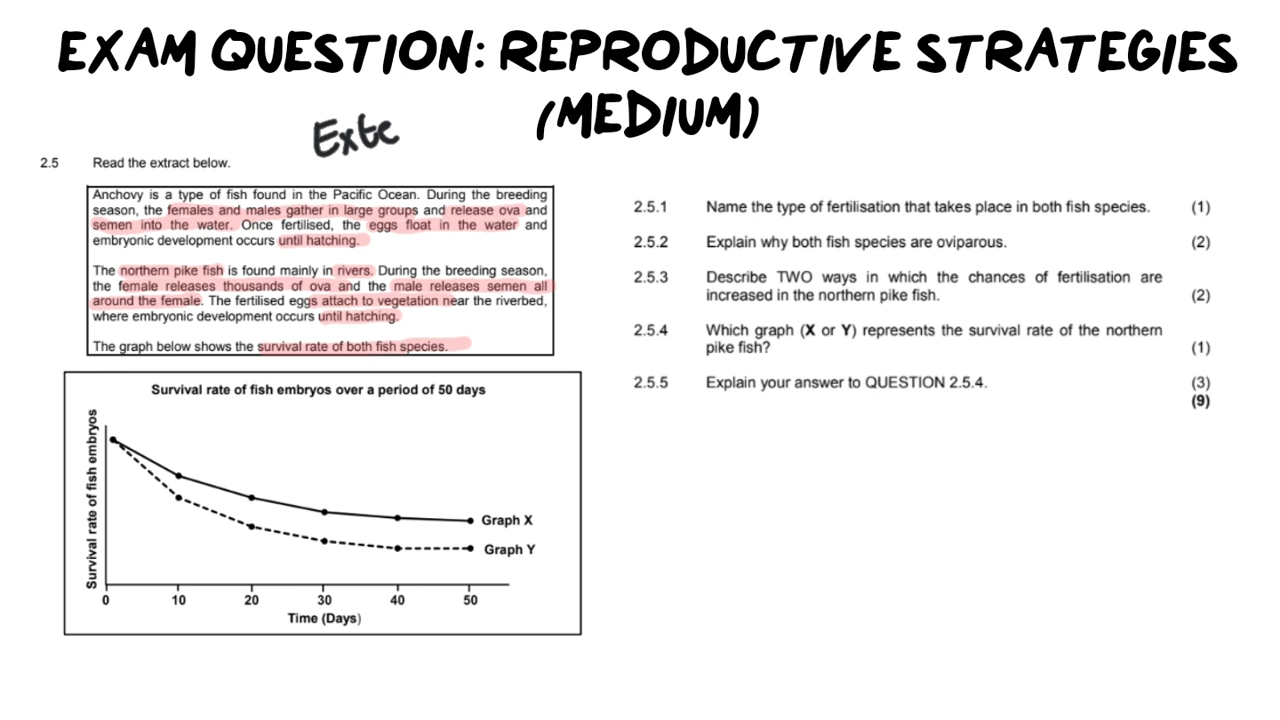 EXAM QUESTION: REPRODUCTIVE STRATEGIES
(MEDIUM)
Exte
2.5 Read the extract below.
Anchovy is a type of fish found in the Pacific Ocean. During the breeding
season, the females and males gather in large groups and release ova and
semen into the water. Once fertilised, the eggs float in the water and
embryonic development occurs until hatching.
The northern pike fish is found mainly in rivers. During the breeding season,
the female releases thousands of ova and the male releases semen all
around the female. The fertilised eggs attach to vegetation near the riverbed,
where embryonic development occurs until hatching.
The graph below shows the survival rate of both fish species.
Survival rate of fish embryos over a period of 50 days
Survival rate of fish embryos
Graph X
Graph Y
0 10 20 30 40 50
Time (Days)
2.5.1 Name the type of fertilisation that takes place in both fish species. (1)
2.5.2 Explain why both fish species are oviparous. (2)
2.5.3 Describe TWO ways in which the chances of fertilisation are
increased in the northern pike fish. (2)
2.5.4 Which graph (X or Y) represents the survival rate of the northern
pike fish? (1)
2.5.5 Explain your answer to QUESTION 2.5.4. (3)
(9)